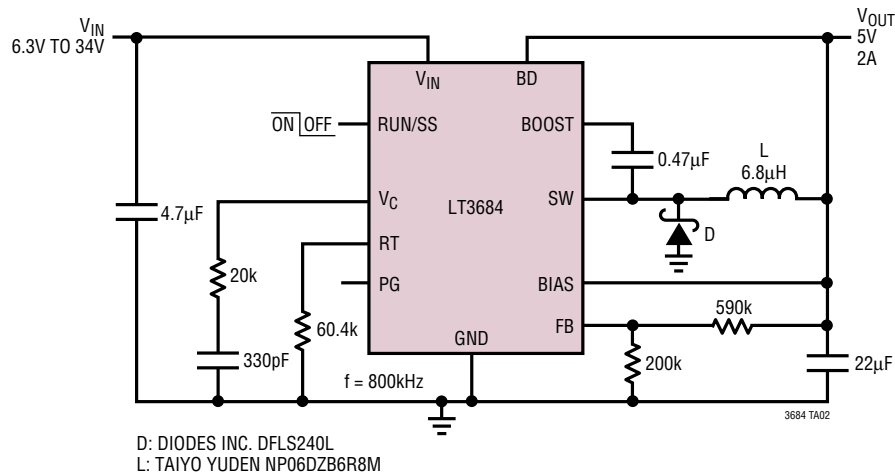 VIN
6.3V TO 34V
VOUT
5V
2A
VIN
BD
ON OFF
RUN/SS
BOOST
0.47µF
L
6.8µH
4.7µF
VC
LT3684
SW
D
RT
20k
PG
BIAS
590k
60.4k
FB
GND
330pF
f = 800kHz
200k
22µF
3684 TA02
D: DIODES INC. DFLS240L
L: TAIYO YUDEN NP06DZB6R8M